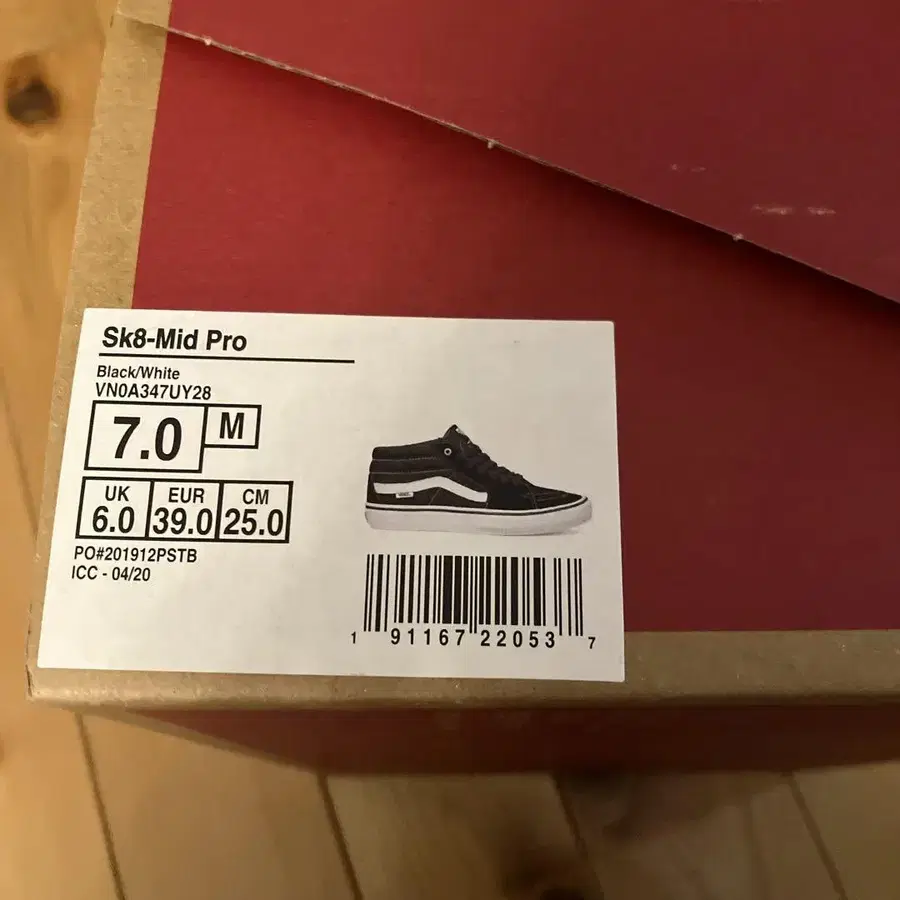 Sk8-Mid Pro
Black/White
VN0A347UY28
7.0 M
UK EUR CM
6.0 39.0 25.0
PO#201912PSTB
ICC - 04/20
1 91167 22053 7